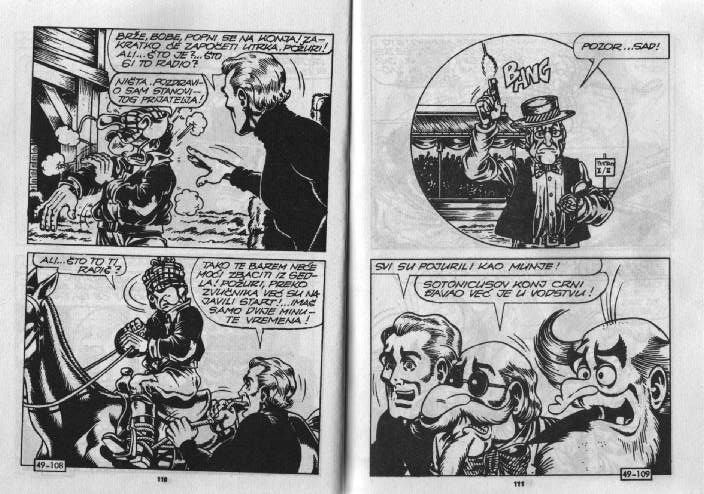 BRŽE, BOBE, POPNI SE NA KONJA! ZA-
KRATKO ĆE ZAPOČETI UTRKA. POŽURI!
ALI...ŠTO JE?...ŠTO
SI TO RADIO?
NIŠTA...POZDRAVI-
O SAM STANOVI-
TOG PRIJATELJA!
ALI...ŠTO TO TI
RADIŠ?
TAKO TE BAREM NEĆE
MOĆI ZBACITI IZ SED-
LA! POŽURI, PREKO
ZVUČNIKA VEĆ SU NA
JAVILI START!...IMAŠ
SAMO DVIJE MINU-
TE VREMENA!
49-108
110
POZOR...SAD!
BANG
SVI SU POJURILI KAO MUNJE!
SOTONICUSOV KONJ CRNI
ĐAVAO VEĆ JE U VODSTVU!
49-109
111